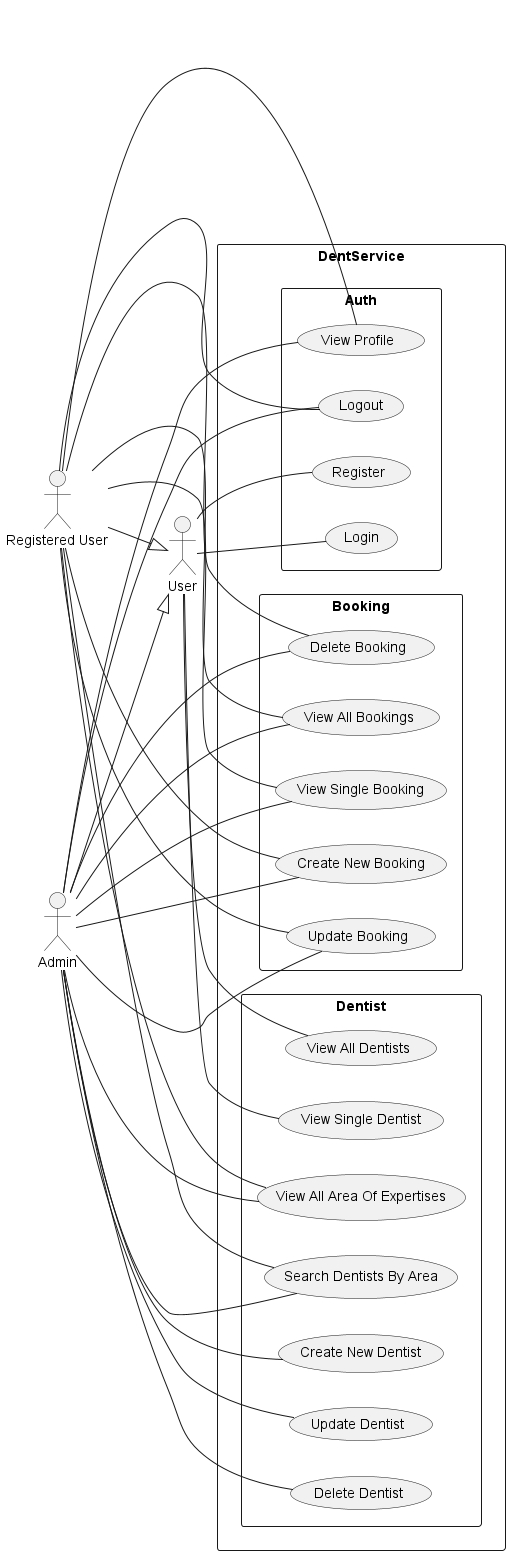 DentService
Auth
View Profile
Logout
Register
Login
Registered User
User
Booking
Delete Booking
View All Bookings
View Single Booking
Create New Booking
Update Booking
Admin
Dentist
View All Dentists
View Single Dentist
View All Area Of Expertises
Search Dentists By Area
Create New Dentist
Update Dentist
Delete Dentist